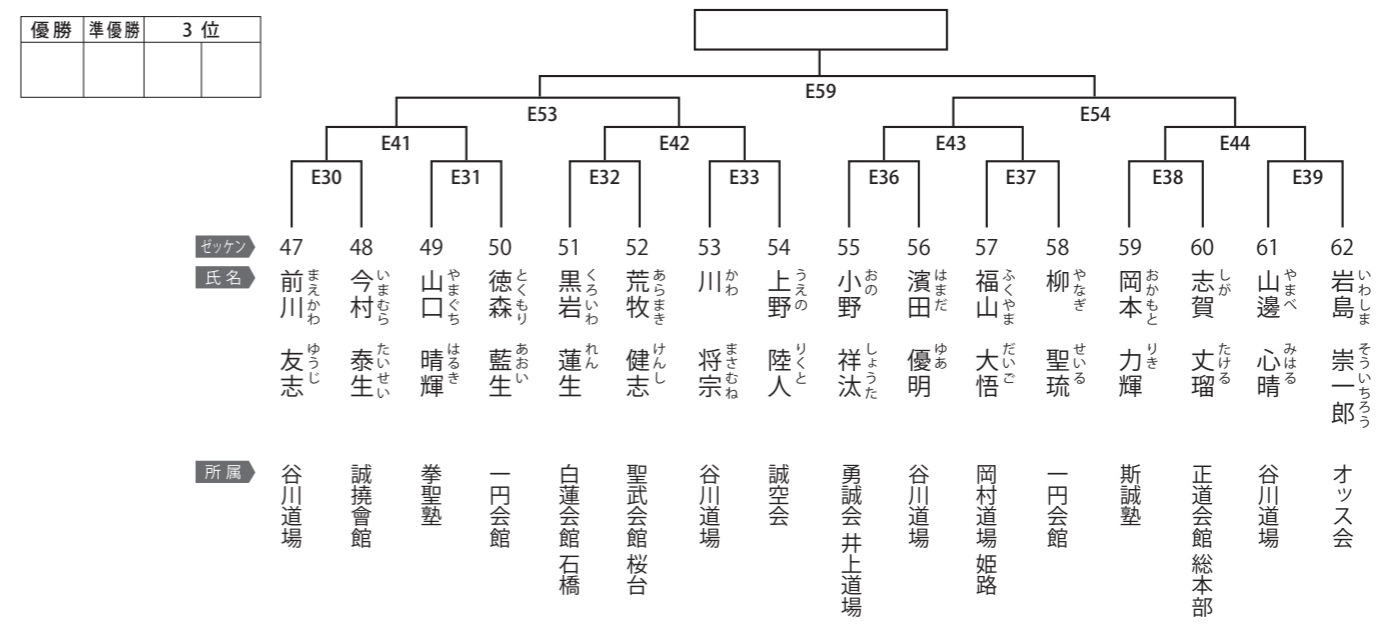 優勝 準優勝 3 位
E59
E53 E54
E41 E42 E43 E44
E30 E31 E32 E33 E36 E37 E38 E39
ゼッケン 47 48 49 50 51 52 53 54 55 56 57 58 59 60 61 62
氏名
前川 友志 まえかわ ゆうじ
今村 泰生 いまむら たいせい
山口 晴輝 やまぐち はるき
徳森 藍生 とくもり あおい
黒岩 蓮生 くろいわ れん
荒牧 健志 あらまき けんし
川 将宗 かわ まさむね
上野 陸人 うえの りくと
小野 祥汰 おの しょうた
濱田 優明 はまだ ゆあ
福山 大悟 ふくやま だいご
柳 聖琉 やなぎ せいる
岡本 力輝 おかもと りき
志賀 丈瑠 しが たける
山邊 心晴 やまべ みはる
岩島 崇一郎 いわしま そういちろう
所属
谷川道場
誠撓會館
拳聖塾
一円会館
白蓮会館 石橋
聖武会館 桜台
谷川道場
誠空会
勇誠会 井上道場
谷川道場
岡村道場 姫路
一円会館
斯誠塾
正道会館 総本部
谷川道場
オッス会